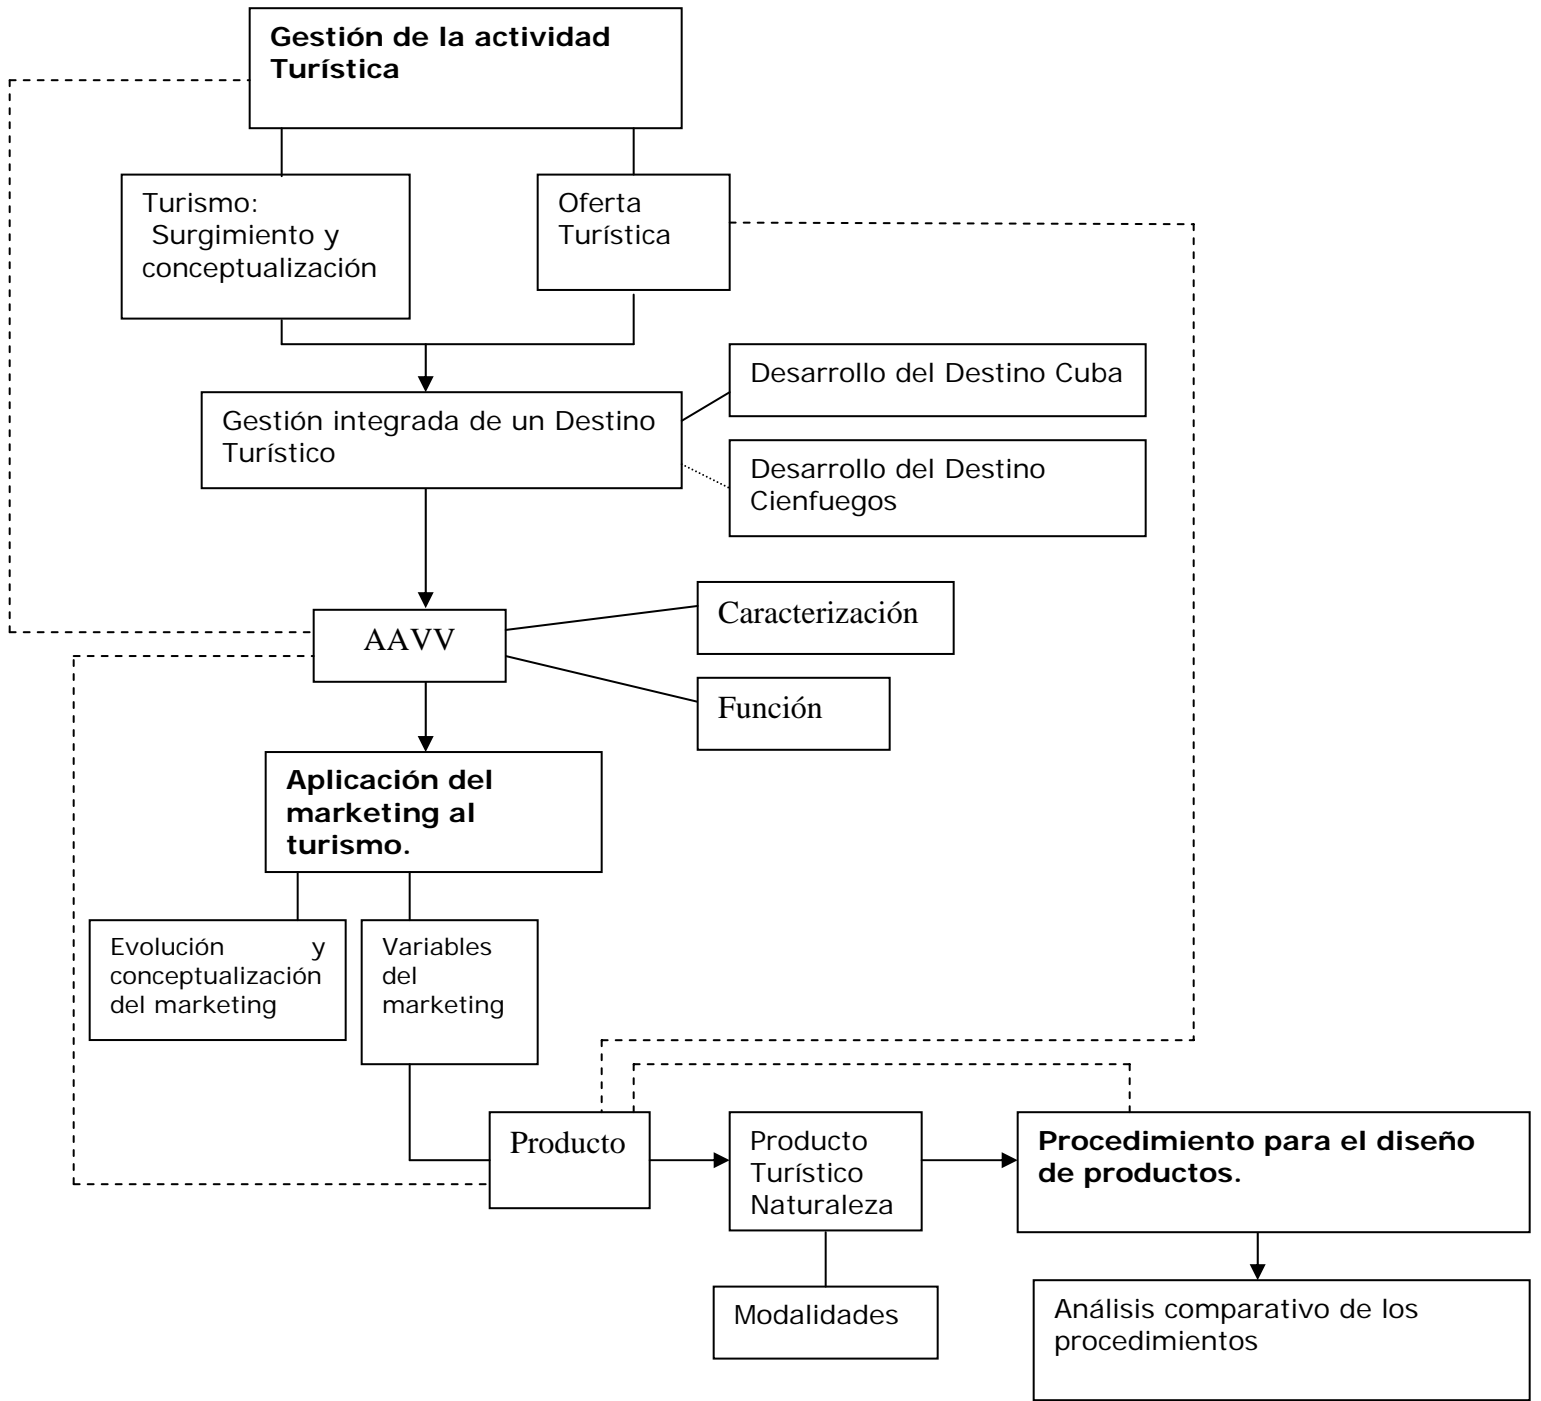 Gestión de la actividad
Turística
Turismo:
Surgimiento y
conceptualización
Oferta
Turística
Gestión integrada de un Destino
Turístico
Desarrollo del Destino Cuba
Desarrollo del Destino
Cienfuegos
AAVV
Caracterización
Función
Aplicación del
marketing al
turismo.
Evolución y
conceptualización
del marketing
Variables
del
marketing
Producto
Producto
Turístico
Naturaleza
Procedimiento para el diseño
de productos.
Modalidades
Análisis comparativo de los
procedimientos